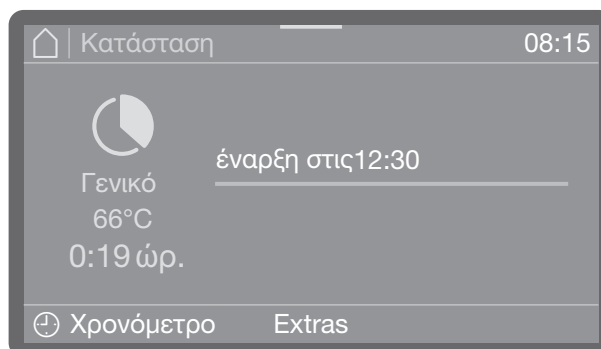 Κατάσταση 08:15
Γενικό
66°C
0:19 ώρ.
έναρξη στις12:30
Χρονόμετρο Extras